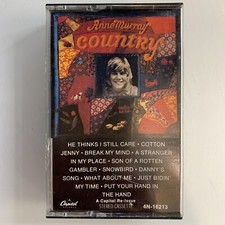 Anne Murray
country
HE THINKS I STILL CARE • COTTON
JENNY • BREAK MY MIND • A STRANGER
IN MY PLACE • SON OF A ROTTEN
GAMBLER • SNOWBIRD • DANNY'S
SONG • WHAT ABOUT ME • JUST BIDIN'
MY TIME • PUT YOUR HAND IN
THE HAND
A Capitol Re-Issue
Capitol
STEREO CASSETTE
4N-16213